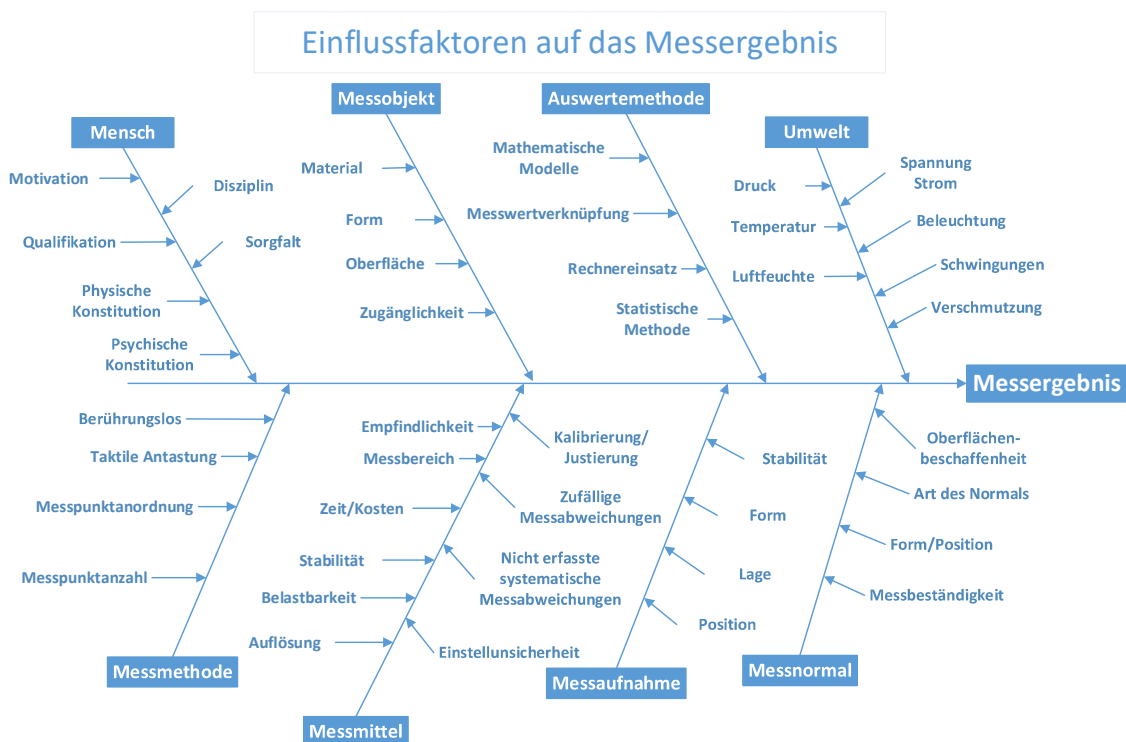 Einflussfaktoren auf das Messergebnis
Mensch
Motivation
Disziplin
Qualifikation
Sorgfalt
Physische
Konstitution
Psychische
Konstitution
Messobjekt
Material
Form
Oberfläche
Zugänglichkeit
Auswertemethode
Mathematische
Modelle
Messwertverknüpfung
Rechnereinsatz
Statistische
Methode
Umwelt
Druck
Spannung
Strom
Temperatur
Beleuchtung
Luftfeuchte
Schwingungen
Verschmutzung
Messergebnis
Berührungslos
Taktile Antastung
Messpunktanordnung
Messpunktanzahl
Messmethode
Empfindlichkeit
Kalibrierung/
Justierung
Messbereich
Zufällige
Messabweichungen
Zeit/Kosten
Nicht erfasste
systematische
Messabweichungen
Stabilität
Belastbarkeit
Auflösung
Einstellunsicherheit
Messmittel
Stabilität
Form
Lage
Position
Messaufnahme
Oberflächen-
beschaffenheit
Art des Normals
Form/Position
Messbeständigkeit
Messnormal